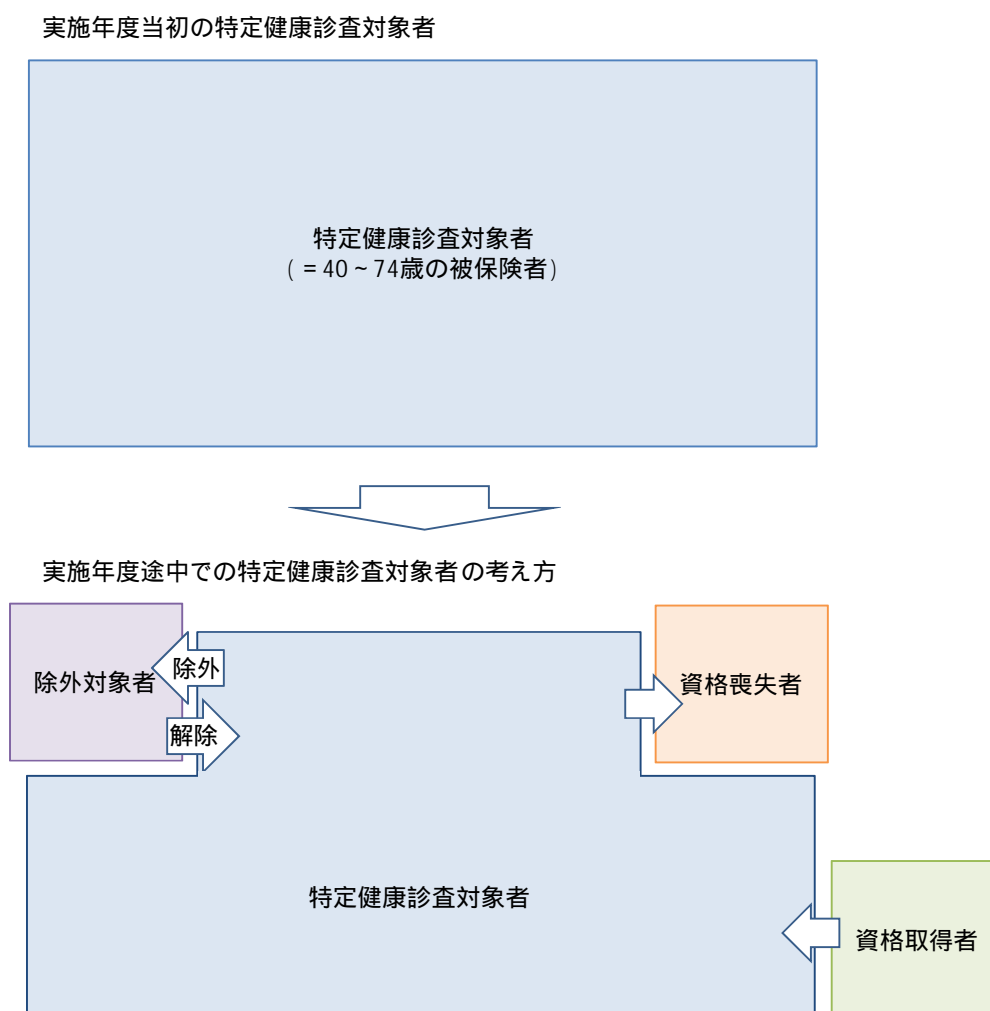 実施年度当初の特定健康診査対象者
特定健康診査対象者
(=40~74歳の被保険者)
実施年度途中での特定健康診査対象者の考え方
除外対象者
除外
解除
資格喪失者
特定健康診査対象者
資格取得者